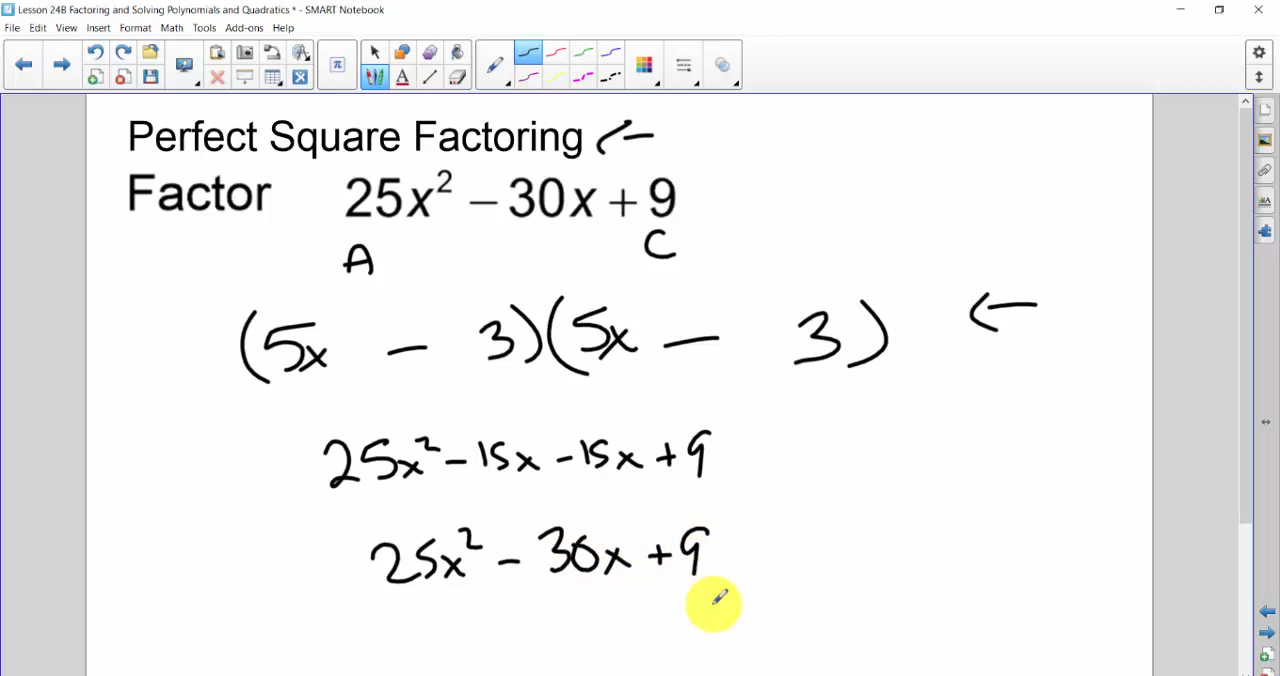 Lesson 24B Factoring and Solving Polynomials and Quadratics * - SMART Notebook
File Edit View Insert Format Math Tools Add-ons Help
Perfect Square Factoring ←
Factor 25x² – 30x + 9
A C
(5x – 3)(5x – 3) ←
25x² – 15x – 15x + 9
25x² – 30x + 9